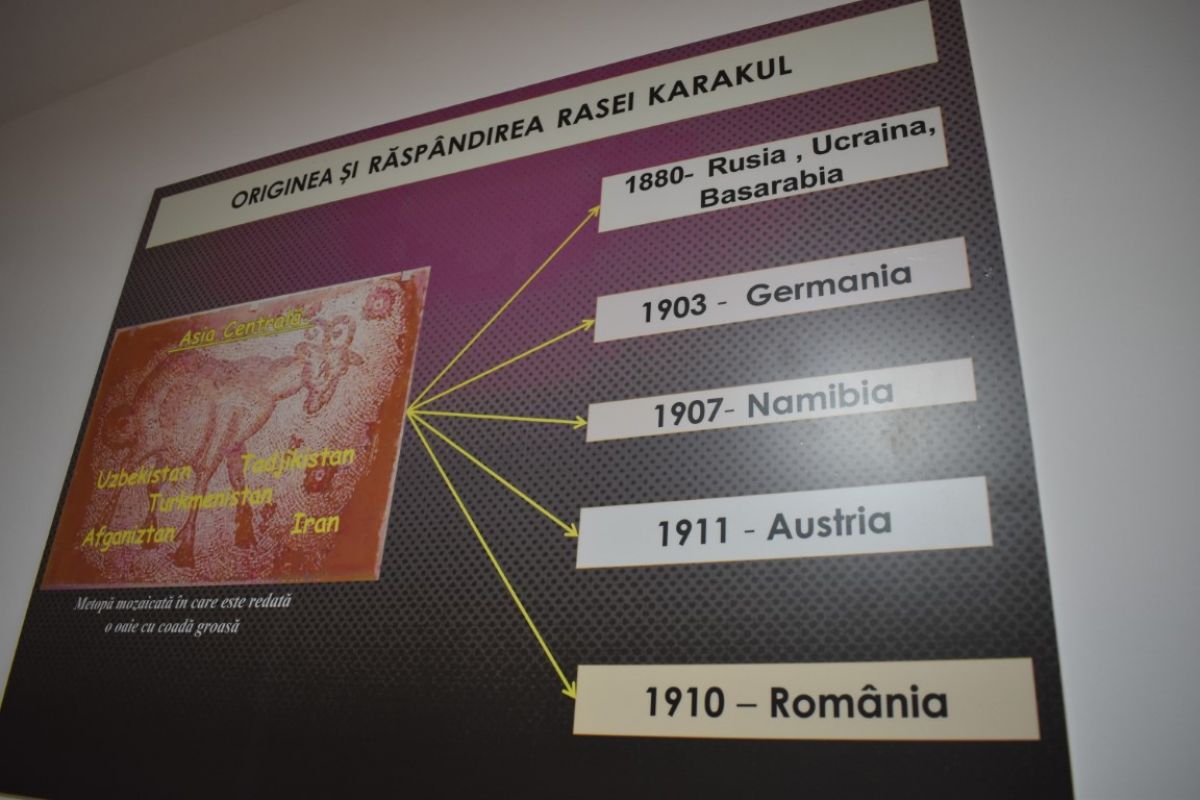 ORIGINEA ȘI RĂSPÂNDIREA RASEI KARAKUL
Asia Centrală
Uzbekistan Tadjikistan
Turkmenistan
Afganiztan Iran
Metopă mozaicată în care este redată
o oaie cu coadă groasă
1880- Rusia , Ucraina,
Basarabia
1903 - Germania
1907- Namibia
1911 - Austria
1910 – România